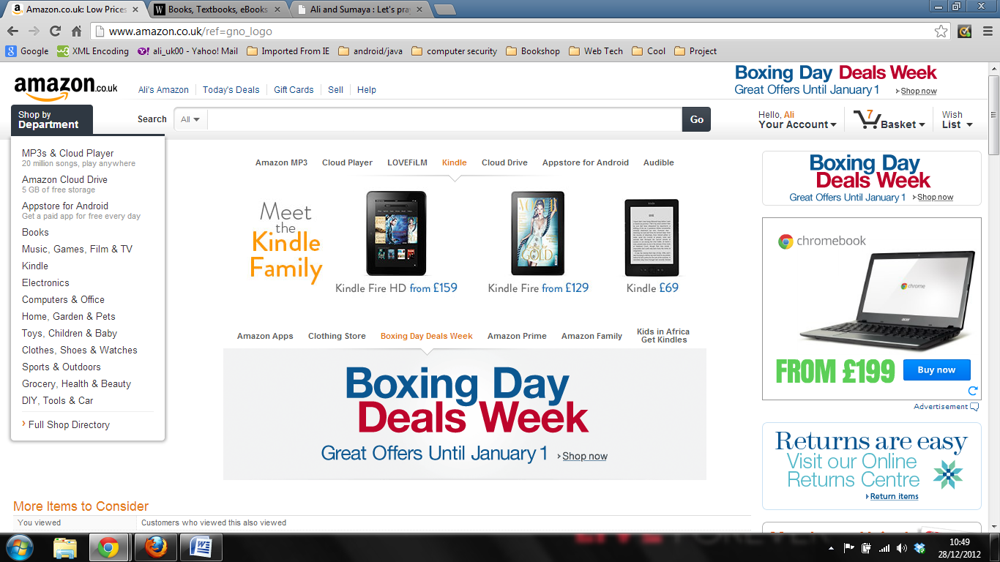 Amazon.co.uk: Low Prices
Books, Textbooks, eBooks
Ali and Sumaya : Let's pra
www.amazon.co.uk/ref=gno_logo
Google
XML Encoding
ali_uk00 - Yahoo! Mail
Imported From IE
android/java
computer security
Bookshop
Web Tech
Cool
Project
amazon.co.uk
Ali's Amazon
Today's Deals
Gift Cards
Sell
Help
Boxing Day Deals Week
Great Offers Until January 1 Shop now
Shop by
Department
Search
All
Go
Hello, Ali
Your Account
7
Basket
Wish
List
MP3s & Cloud Player
20 million songs, play anywhere
Amazon Cloud Drive
5 GB of free storage
Appstore for Android
Get a paid app for free every day
Books
Music, Games, Film & TV
Kindle
Electronics
Computers & Office
Home, Garden & Pets
Toys, Children & Baby
Clothes, Shoes & Watches
Sports & Outdoors
Grocery, Health & Beauty
DIY, Tools & Car
Full Shop Directory
Amazon MP3
Cloud Player
LOVEFiLM
Kindle
Cloud Drive
Appstore for Android
Audible
Meet
the
Kindle
Family
GOLD
kindle
Kindle Fire HD from £159
Kindle Fire from £129
Kindle £69
Amazon Apps
Clothing Store
Boxing Day Deals Week
Amazon Prime
Amazon Family
Kids in Africa
Get Kindles
Boxing Day
Deals Week
Great Offers Until January 1 Shop now
Boxing Day
Deals Week
Great Offers Until January 1 Shop now
chromebook
chrome
acer
FROM £199
Buy now
Advertisement
Returns are easy
Visit our Online
Returns Centre
Return items
More Items to Consider
You viewed
Customers who viewed this also viewed
10:49
28/12/2012